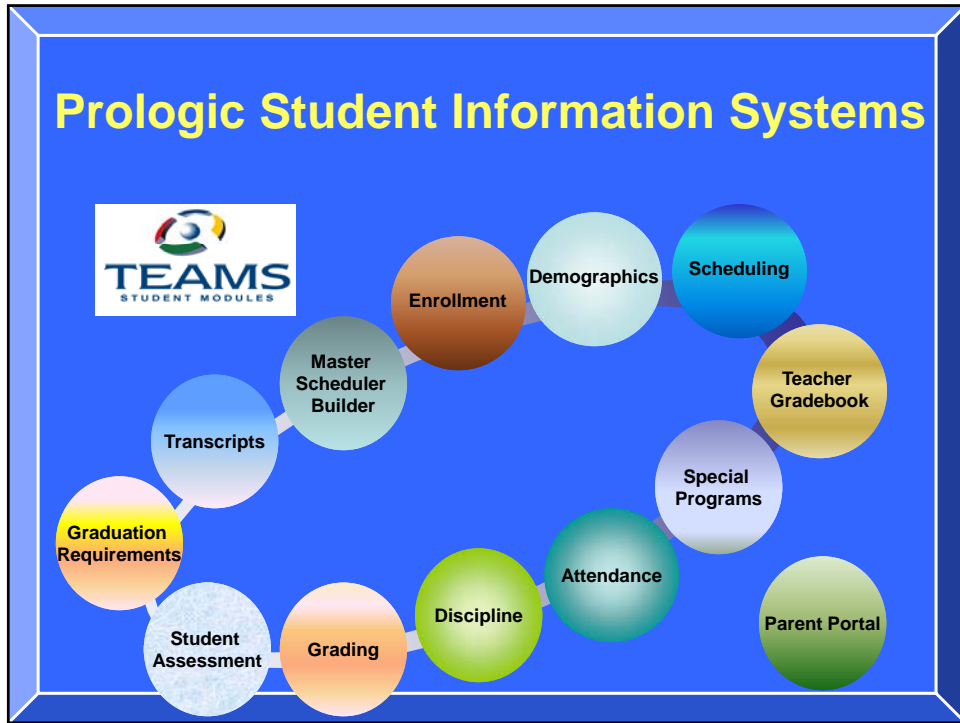 Prologic Student Information Systems
TEAMS
STUDENT MODULES
Demographics
Scheduling
Enrollment
Master
Scheduler
Builder
Teacher
Gradebook
Transcripts
Special
Programs
Graduation
Requirements
Attendance
Discipline
Parent Portal
Student
Assessment
Grading